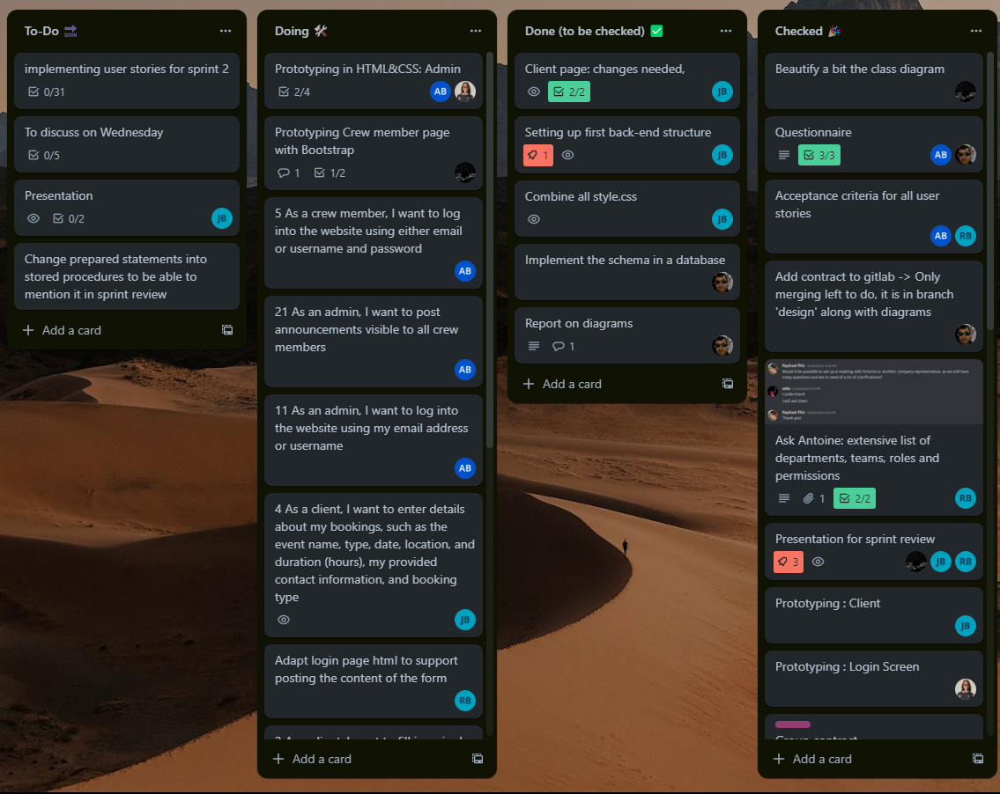 To-Do 🔜
implementing user stories for sprint 2
0/31
To discuss on Wednesday
0/5
Presentation
0/2
JB
Change prepared statements into
stored procedures to be able to
mention it in sprint review
Add a card
Doing 🛠️
Prototyping in HTML&CSS: Admin
2/4
AB
Prototyping Crew member page
with Bootstrap
1 1/2
5 As a crew member, I want to log
into the website using either email
or username and password
AB
21 As an admin, I want to post
announcements visible to all crew
members
AB
11 As an admin, I want to log into
the website using my email address
or username
AB
4 As a client, I want to enter details
about my bookings, such as the
event name, type, date, location, and
duration (hours), my provided
contact information, and booking
type
JB
Adapt login page html to support
posting the content of the form
RB
Add a card
Done (to be checked) ✅
Client page: changes needed,
2/2
JB
Setting up first back-end structure
1
JB
Combine all style.css
JB
Implement the schema in a database
Report on diagrams
1
Add a card
Checked 🎉
Beautify a bit the class diagram
Questionnaire
3/3
AB
Acceptance criteria for all user
stories
AB RB
Add contract to gitlab -> Only
merging left to do, it is in branch
'design' along with diagrams
Raphael Ritz
Would it be possible to set up a meeting with Antoine or another company representative, as we still have
many questions and are in need of a lot of clarifications?
I understand
I will ask them
Raphael Ritz
Thank you!
Ask Antoine: extensive list of
departments, teams, roles and
permissions
1 2/2
RB
Presentation for sprint review
3
JB RB
Prototyping : Client
JB
Prototyping : Login Screen
Group contract
Add a card